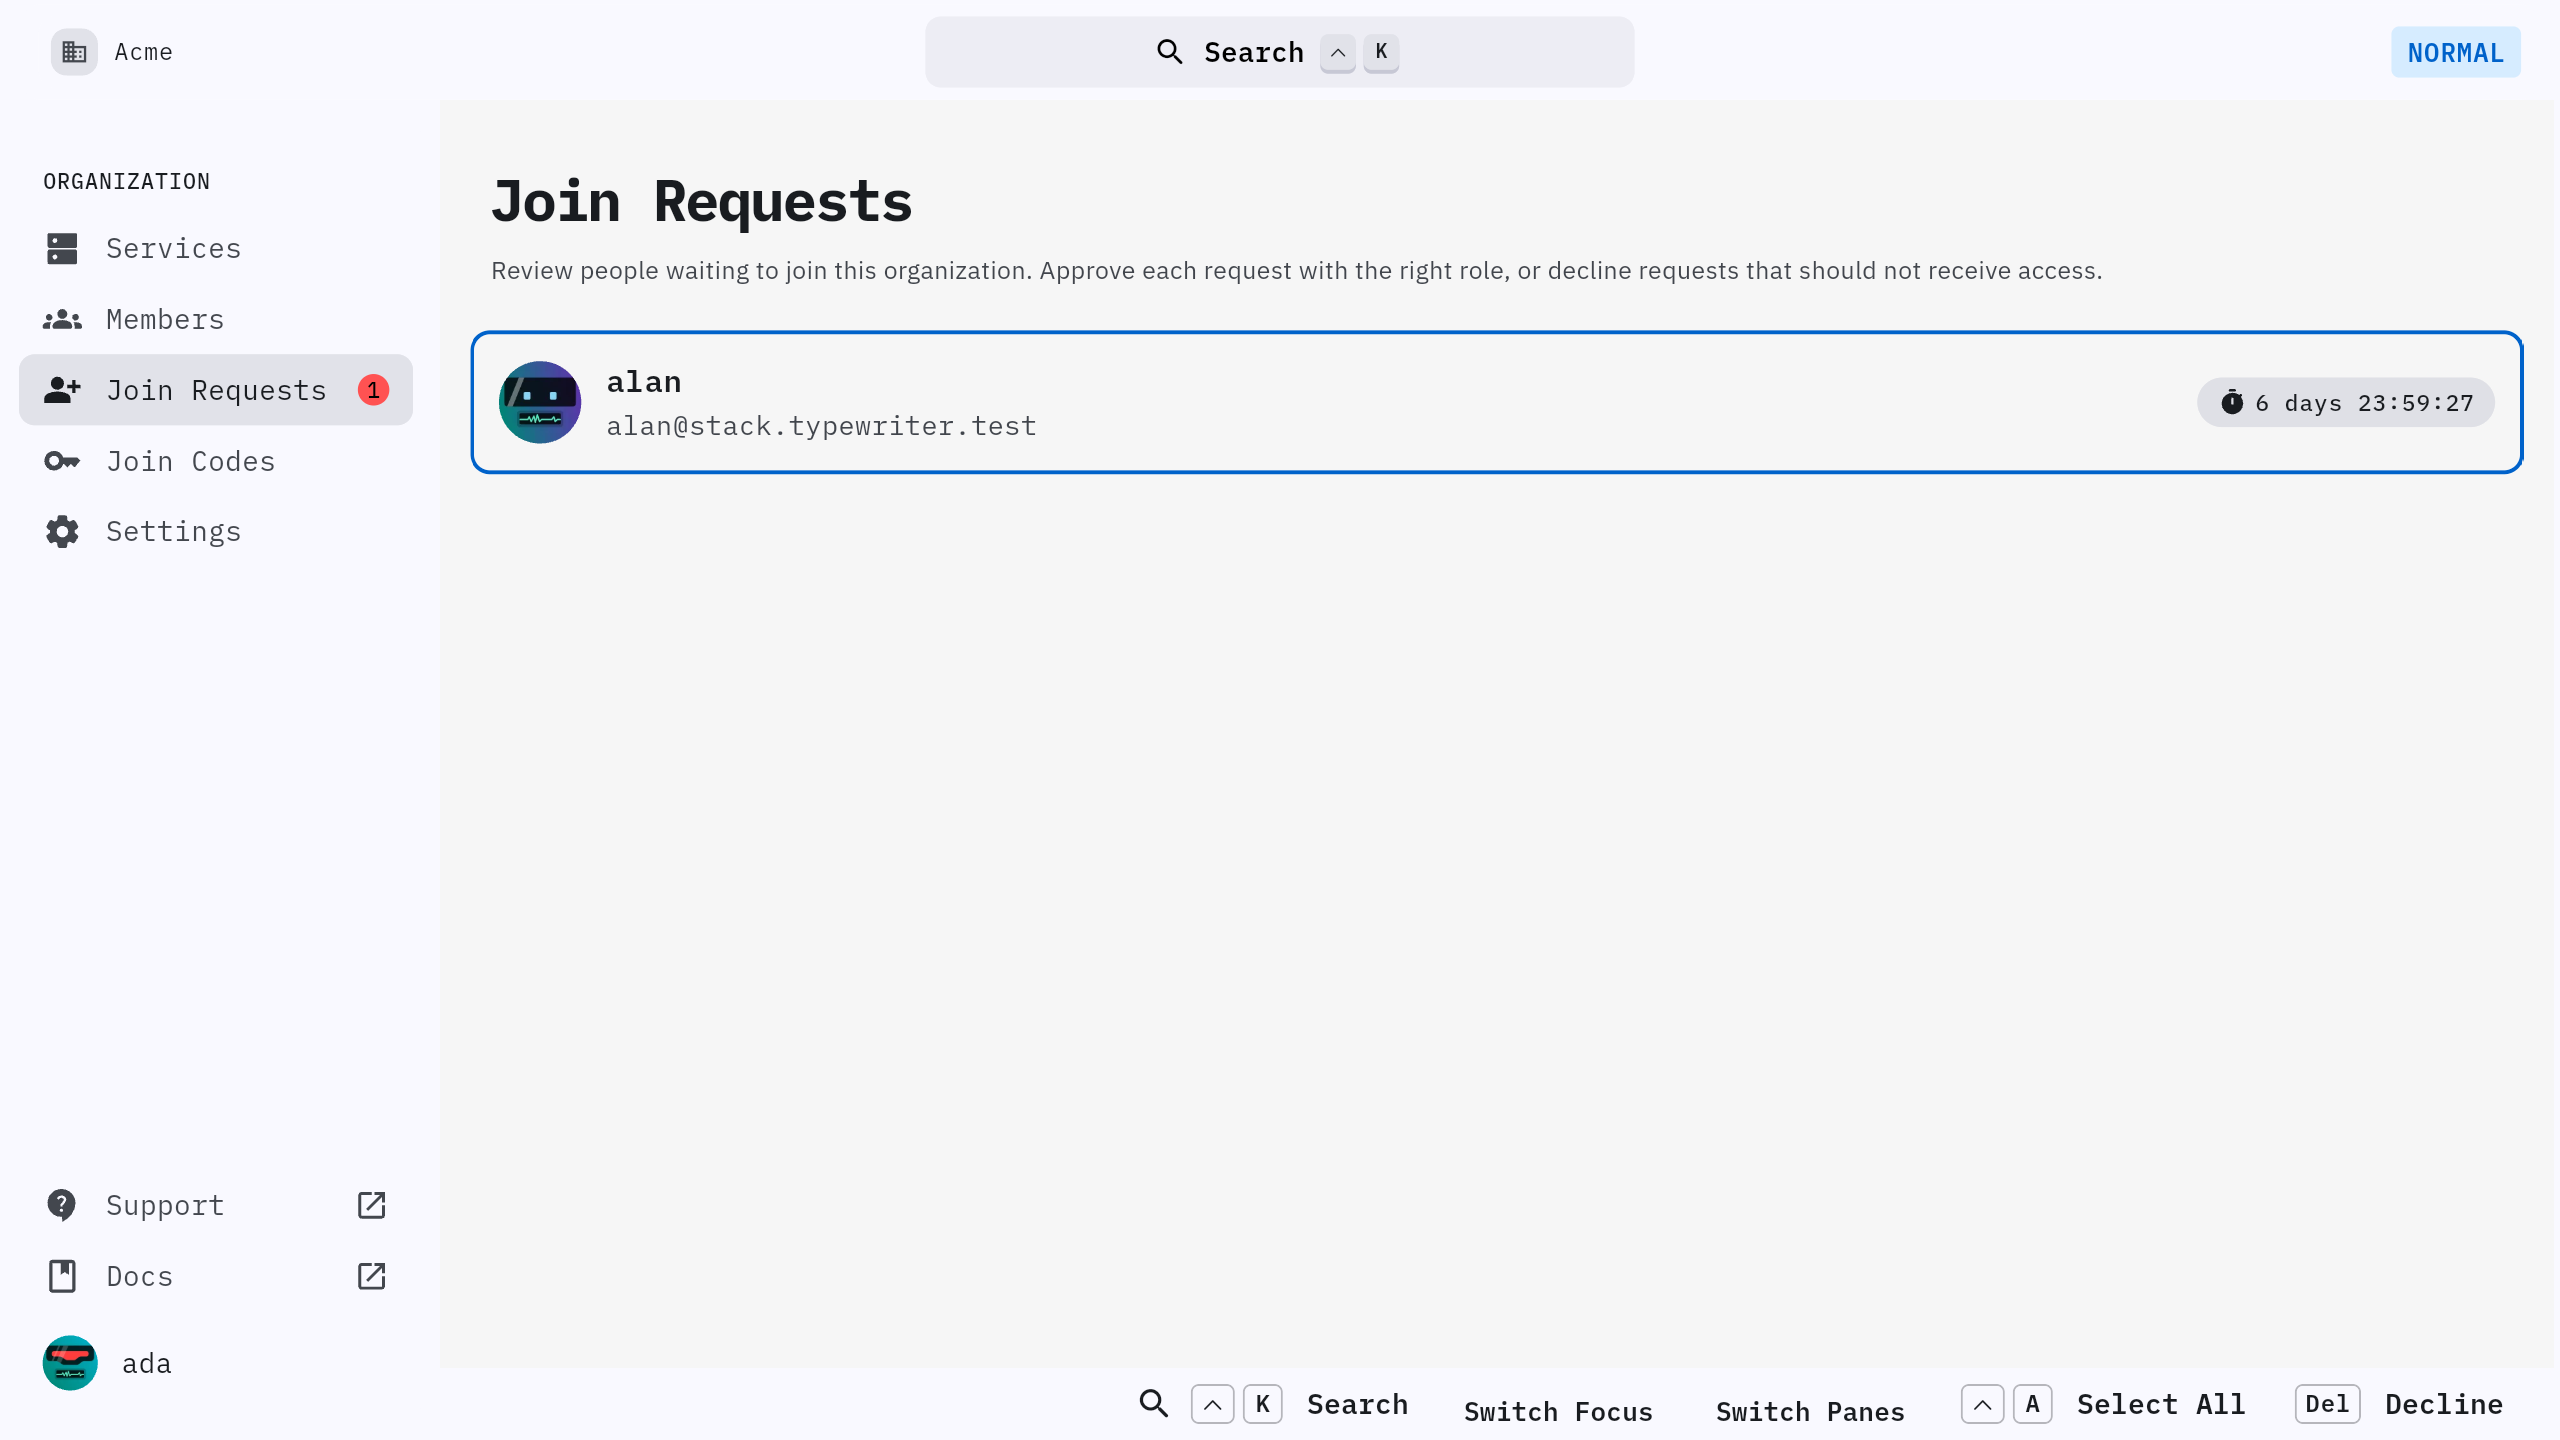 Acme
Search ^ K
NORMAL
ORGANIZATION
Services
Members
Join Requests 1
Join Codes
Settings
Support
Docs
ada
Join Requests
Review people waiting to join this organization. Approve each request with the right role, or decline requests that should not receive access.
alan
alan@stack.typewriter.test
6 days 23:59:27
^ K Search Switch Focus Switch Panes ^ A Select All Del Decline